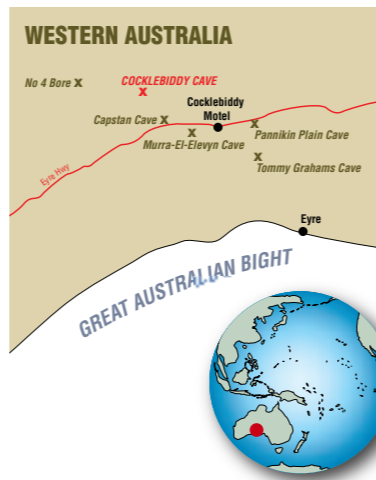 WESTERN AUSTRALIA
No 4 Bore x
COCKLEBIDDY CAVE
x
Cocklebiddy
Motel
Capstan Cave x
x
Pannikin Plain Cave
x
Murra-El-Elevyn Cave
x
Tommy Grahams Cave
Eyre Hwy
Eyre
GREAT AUSTRALIAN BIGHT